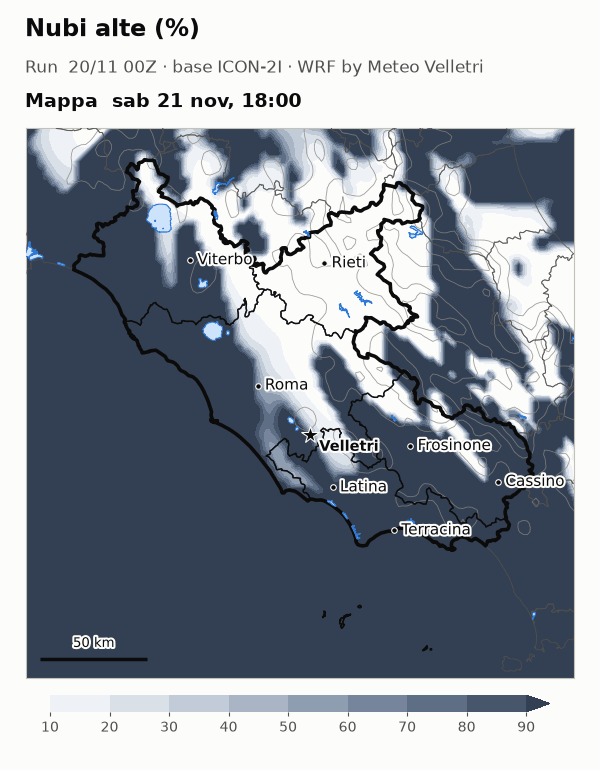 Nubi alte (%)
Run  20/11 00Z · base ICON-2I · WRF by Meteo Velletri
Mappa  sab 21 nov, 18:00
Viterbo
Rieti
Roma
Velletri
Frosinone
Latina
Cassino
Terracina
50 km
10 20 30 40 50 60 70 80 90